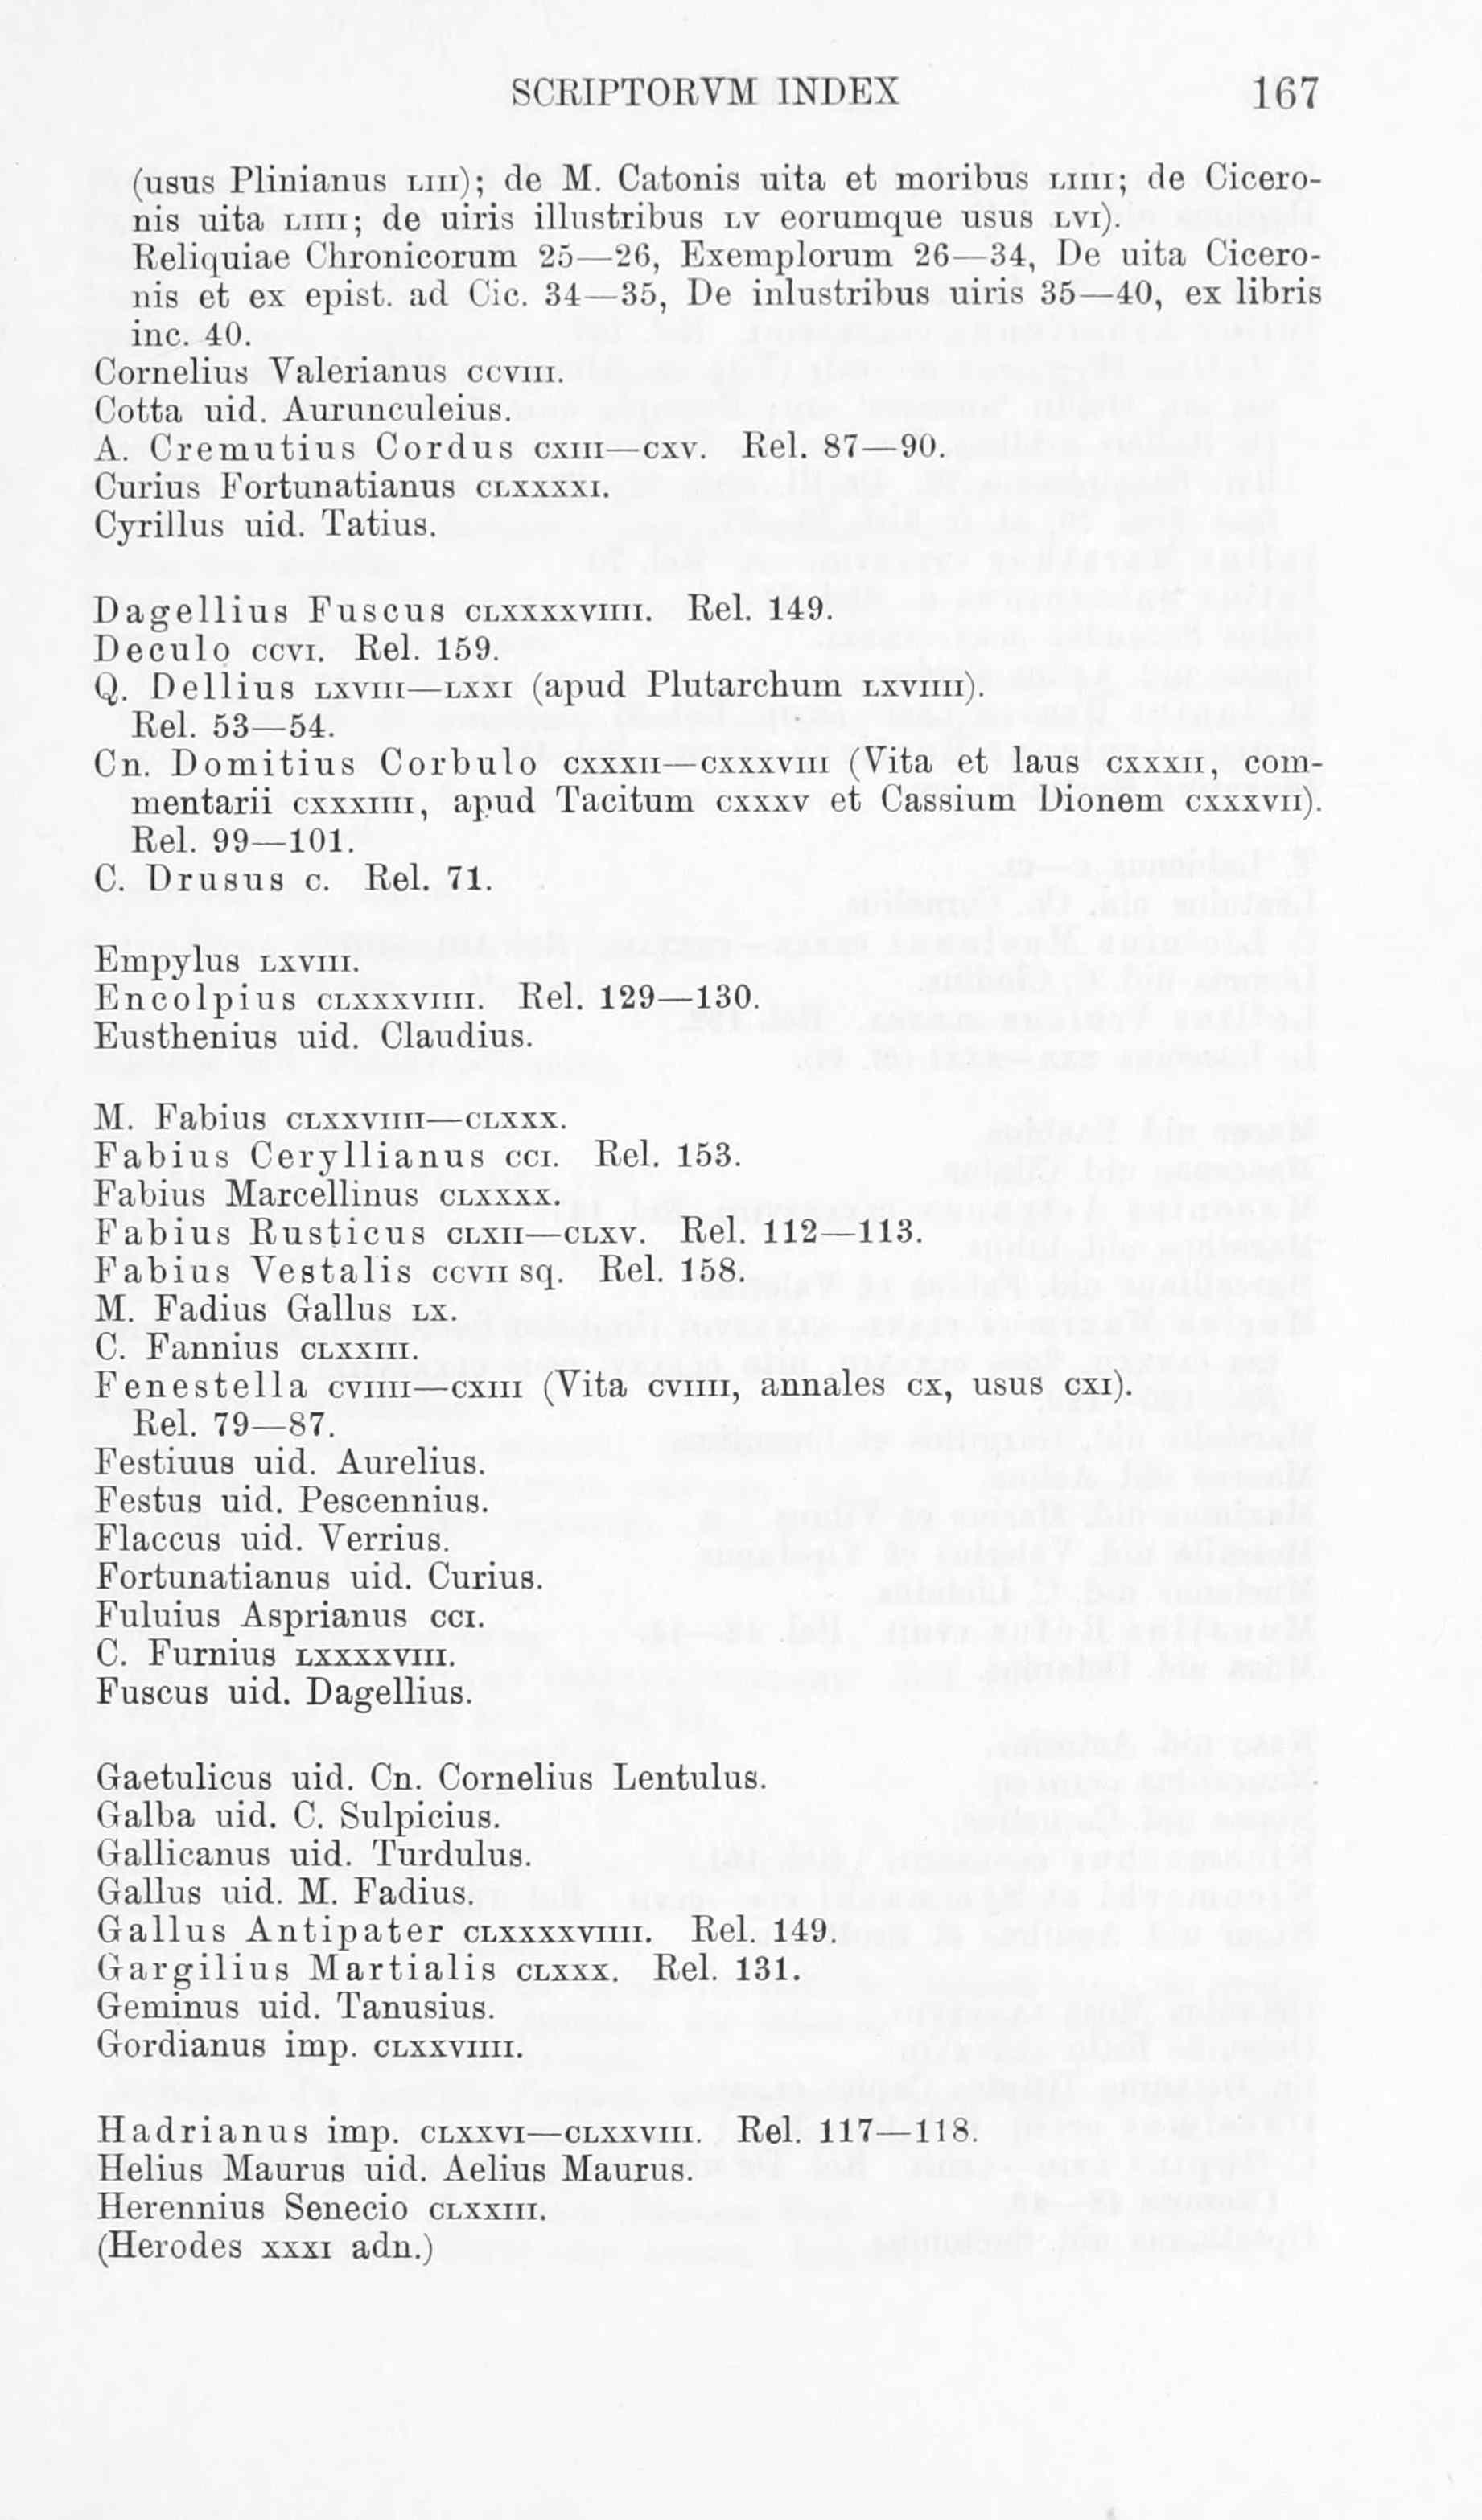 SCRIPTORVM INDEX 167
(usus Plinianus LIII); de M. Catonis uita et moribus LIIII; de Cicero-
nis uita LIIII; de uiris illustribus LV eorumque usus LVI).
Reliquiae Chronicorum 25—26, Exemplorum 26—34, De uita Cicero-
nis et ex epist. ad Cic. 34—35, De inlustribus uiris 35—40, ex libris
inc. 40.
Cornelius Valerianus CCVIII.
Cotta uid. Aurunculeius.
A. Cremutius Cordus CXIII—CXV. Rel. 87—90.
Curius Fortunatianus CLXXXXI.
Cyrillus uid. Tatius.
Dagellius Fuscus CLXXXXVIIII. Rel. 149.
Deculo CCVI. Rel. 159.
Q. Dellius LXVIII—LXXI (apud Plutarchum LXVIIII).
Rel. 53—54.
Cn. Domitius Corbulo CXXXII—CXXXVIII (Vita et laus CXXXII, com-
mentarii CXXXIIII, apud Tacitum CXXXV et Cassium Dionem CXXXVII).
Rel. 99—101.
C. Drusus C. Rel. 71.
Empylus LXVIII.
Encolpius CLXXXVIIII. Rel. 129—130.
Eusthenius uid. Claudius.
M. Fabius CLXXVIIII—CLXXX.
Fabius Ceryllianus CCI. Rel. 153.
Fabius Marcellinus CLXXXX.
Fabius Rusticus CLXII—CLXV. Rel. 112—113.
Fabius Vestalis CCVII sq. Rel. 158.
M. Fadius Gallus LX.
C. Fannius CLXXIII.
Fenestella CVIIII—CXIII (Vita CVIIII, annales CX, usus CXI).
Rel. 79—87.
Festiuus uid. Aurelius.
Festus uid. Pescennius.
Flaccus uid. Verrius.
Fortunatianus uid. Curius.
Fuluius Asprianus CCI.
C. Furnius LXXXXVIII.
Fuscus uid. Dagellius.
Gaetulicus uid. Cn. Cornelius Lentulus.
Galba uid. C. Sulpicius.
Gallicanus uid. Turdulus.
Gallus uid. M. Fadius.
Gallus Antipater CLXXXXVIIII. Rel. 149.
Gargilius Martialis CLXXX. Rel. 131.
Geminus uid. Tanusius.
Gordianus imp. CLXXVIIII.
Hadrianus imp. CLXXVI—CLXXVIII. Rel. 117—118.
Helius Maurus uid. Aelius Maurus.
Herennius Senecio CLXXIII.
(Herodes XXXI adn.)